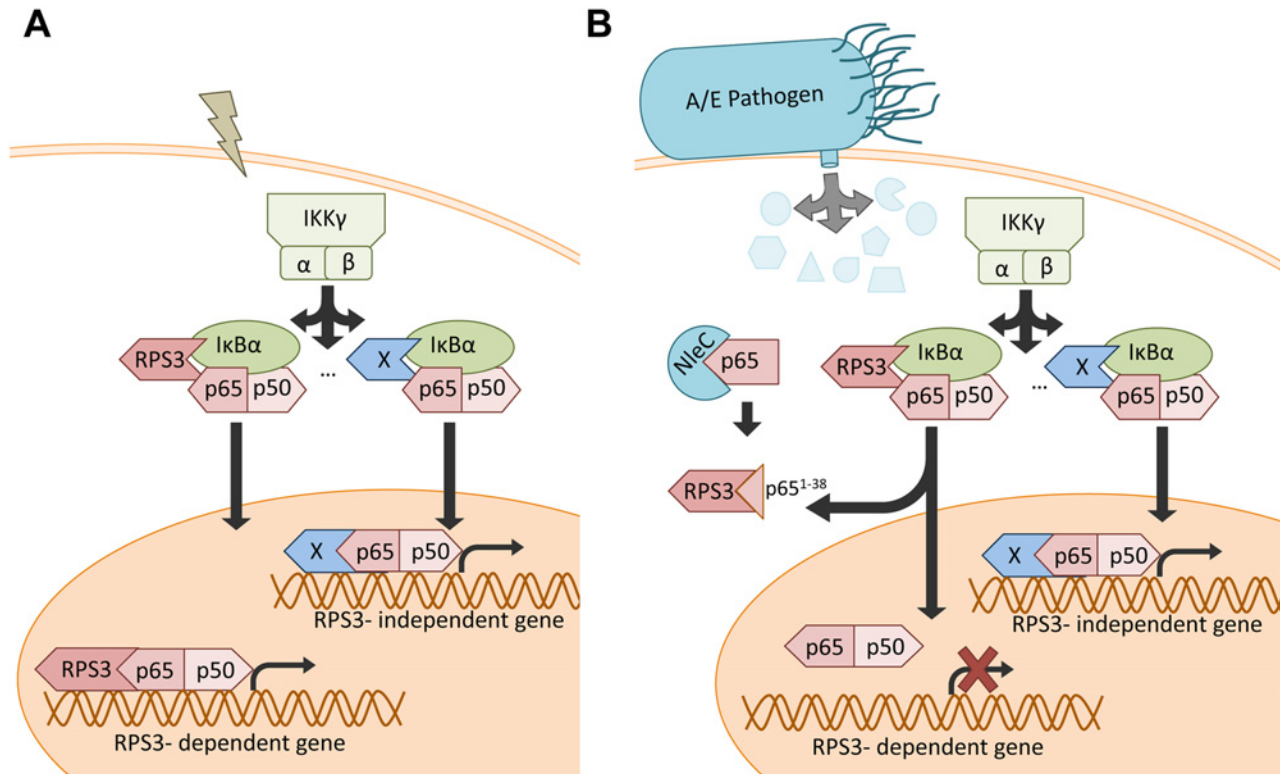 A
IKKγ
α β
RPS3 IκBα
p65 p50
...
X IκBα
p65 p50
X p65 p50
RPS3- independent gene
RPS3 p65 p50
RPS3- dependent gene
B
A/E Pathogen
IKKγ
α β
NleC p65
RPS3 IκBα
p65 p50
...
X IκBα
p65 p50
RPS3 p65¹⁻³⁸
X p65 p50
RPS3- independent gene
p65 p50
RPS3- dependent gene